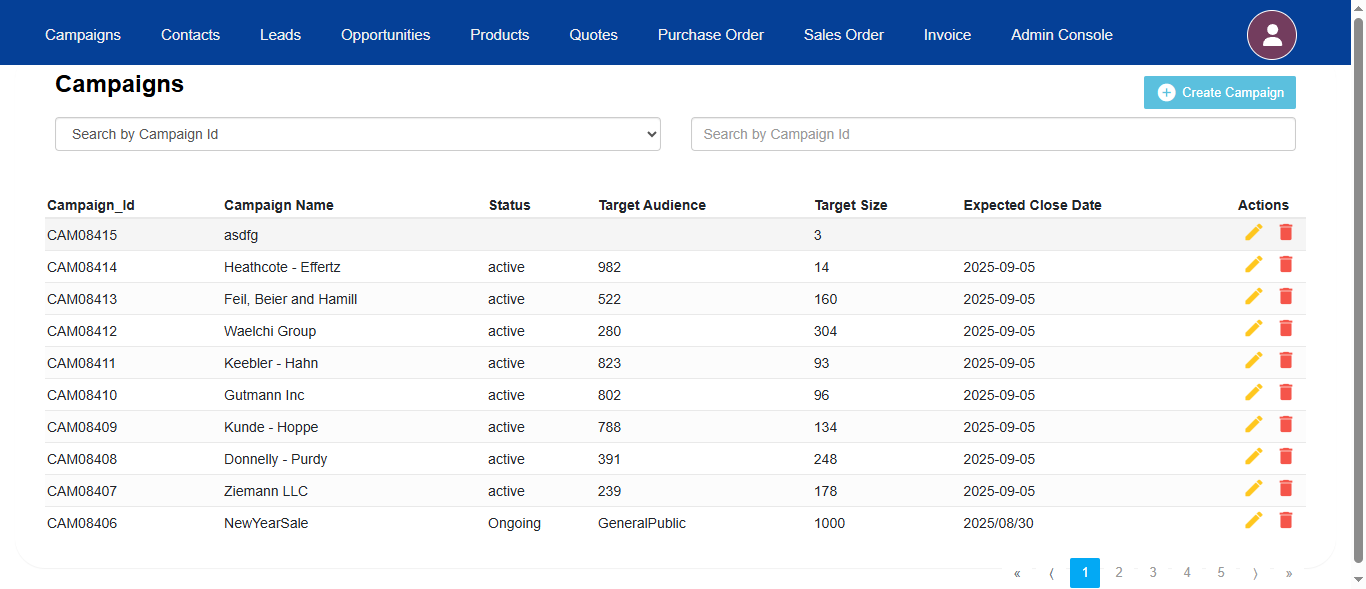 Campaigns Contacts Leads Opportunities Products Quotes Purchase Order Sales Order Invoice Admin Console
Campaigns
Create Campaign
Search by Campaign Id Search by Campaign Id
Campaign_Id Campaign Name Status Target Audience Target Size Expected Close Date Actions
CAM08415 asdfg 3
CAM08414 Heathcote - Effertz active 982 14 2025-09-05
CAM08413 Feil, Beier and Hamill active 522 160 2025-09-05
CAM08412 Waelchi Group active 280 304 2025-09-05
CAM08411 Keebler - Hahn active 823 93 2025-09-05
CAM08410 Gutmann Inc active 802 96 2025-09-05
CAM08409 Kunde - Hoppe active 788 134 2025-09-05
CAM08408 Donnelly - Purdy active 391 248 2025-09-05
CAM08407 Ziemann LLC active 239 178 2025-09-05
CAM08406 NewYearSale Ongoing GeneralPublic 1000 2025/08/30
« ⟨ 1 2 3 4 5 ⟩ »